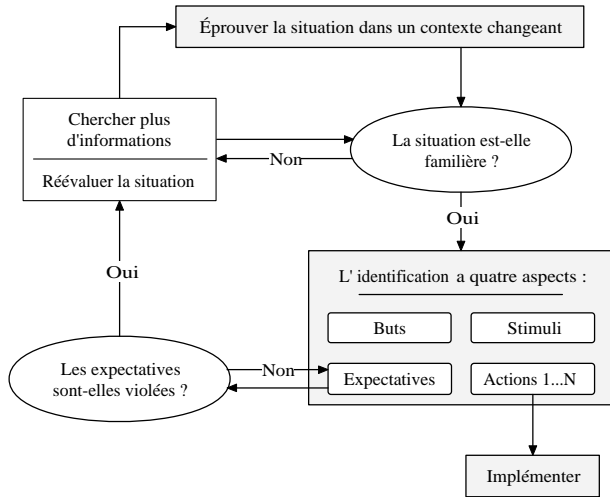 Éprouver la situation dans un contexte changeant
Chercher plus
d'informations
Réévaluer la situation
Non
La situation est-elle
familière ?
Oui
L' identification a quatre aspects :
Buts
Stimuli
Expectatives
Actions 1...N
Oui
Les expectatives
sont-elles violées ?
Non
Implémenter